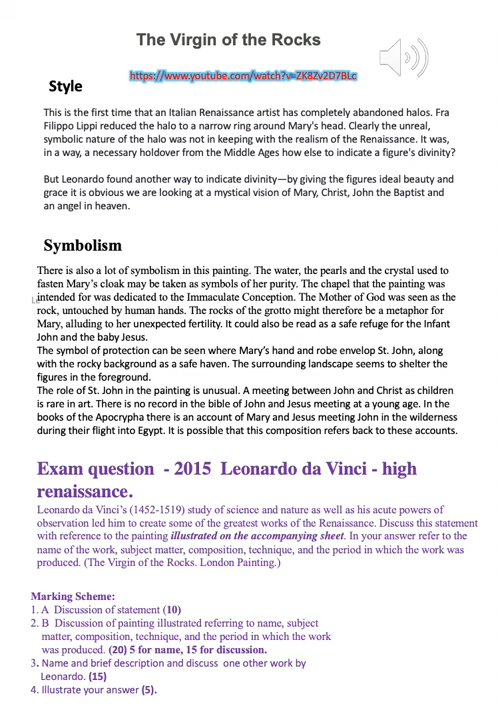 The Virgin of the Rocks
https://www.youtube.com/watch?v=ZK8Zv2D7BLc
Style
This is the first time that an Italian Renaissance artist has completely abandoned halos. Fra
Filippo Lippi reduced the halo to a narrow ring around Mary's head. Clearly the unreal,
symbolic nature of the halo was not in keeping with the realism of the Renaissance. It was,
in a way, a necessary holdover from the Middle Ages how else to indicate a figure's divinity?
But Leonardo found another way to indicate divinity—by giving the figures ideal beauty and
grace it is obvious we are looking at a mystical vision of Mary, Christ, John the Baptist and
an angel in heaven.
Symbolism
There is also a lot of symbolism in this painting. The water, the pearls and the crystal used to
fasten Mary's cloak may be taken as symbols of her purity. The chapel that the painting was
intended for was dedicated to the Immaculate Conception. The Mother of God was seen as the
rock, untouched by human hands. The rocks of the grotto might therefore be a metaphor for
Mary, alluding to her unexpected fertility. It could also be read as a safe refuge for the Infant
John and the baby Jesus.
The symbol of protection can be seen where Mary's hand and robe envelop St. John, along
with the rocky background as a safe haven. The surrounding landscape seems to shelter the
figures in the foreground.
The role of St. John in the painting is unusual. A meeting between John and Christ as children
is rare in art. There is no record in the bible of John and Jesus meeting at a young age. In the
books of the Apocrypha there is an account of Mary and Jesus meeting John in the wilderness
during their flight into Egypt. It is possible that this composition refers back to these accounts.
Exam question - 2015 Leonardo da Vinci - high
renaissance.
Leonardo da Vinci's (1452-1519) study of science and nature as well as his acute powers of
observation led him to create some of the greatest works of the Renaissance. Discuss this statement
with reference to the painting illustrated on the accompanying sheet. In your answer refer to the
name of the work, subject matter, composition, technique, and the period in which the work was
produced. (The Virgin of the Rocks. London Painting.)
Marking Scheme:
1. A Discussion of statement (10)
2. B Discussion of painting illustrated referring to name, subject
matter, composition, technique, and the period in which the work
was produced. (20) 5 for name, 15 for discussion.
3. Name and brief description and discuss one other work by
Leonardo. (15)
4. Illustrate your answer (5).